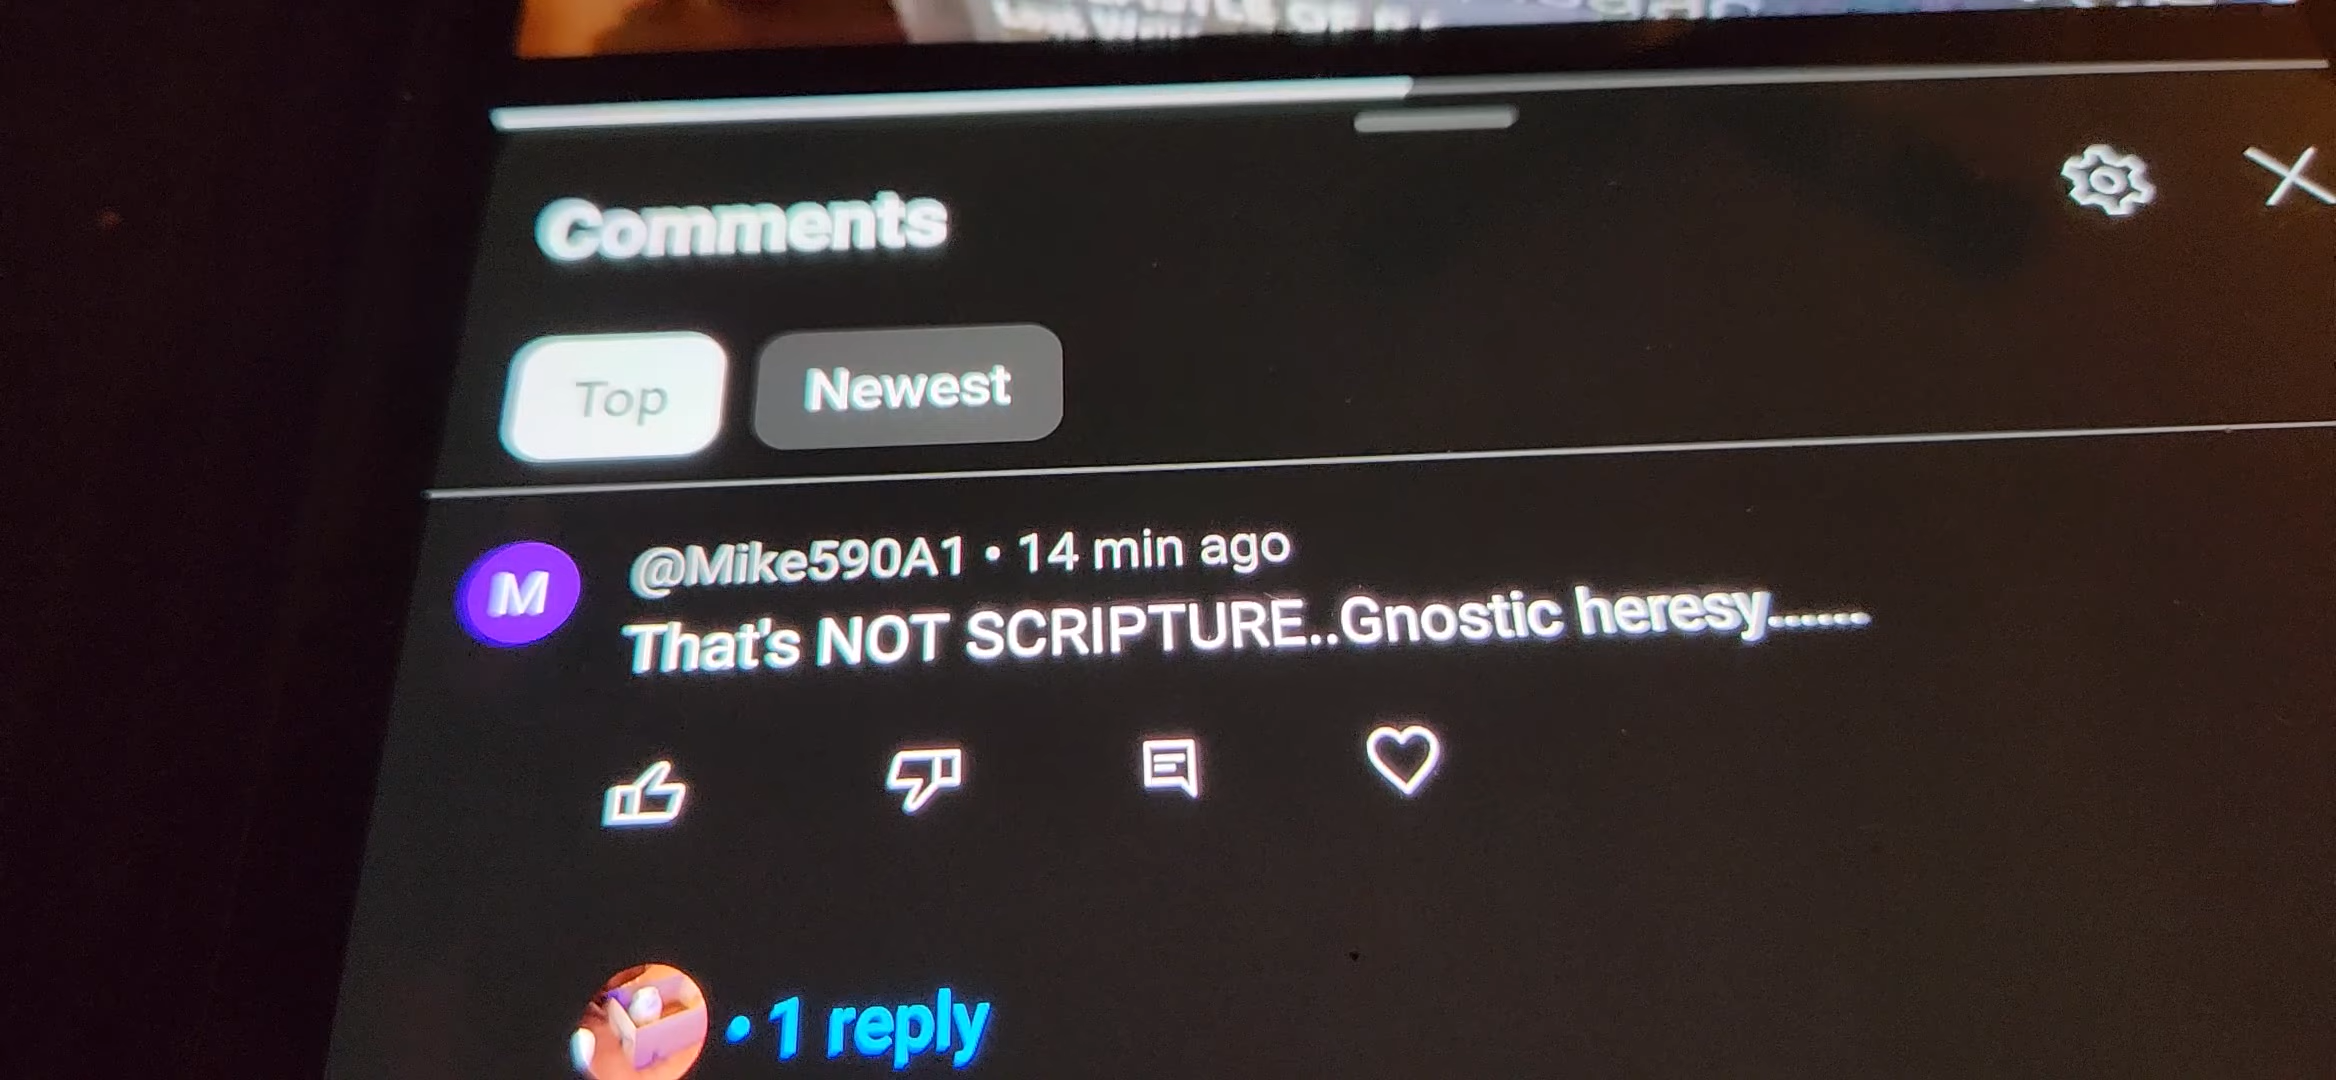 Comments
Top
Newest
M
@Mike590A1 • 14 min ago
That's NOT SCRIPTURE..Gnostic heresy......
• 1 reply